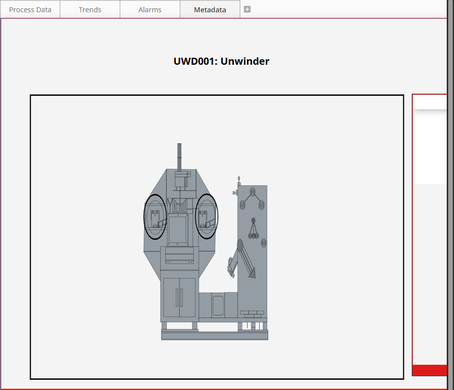 Process Data
Trends
Alarms
Metadata
UWD001: Unwinder